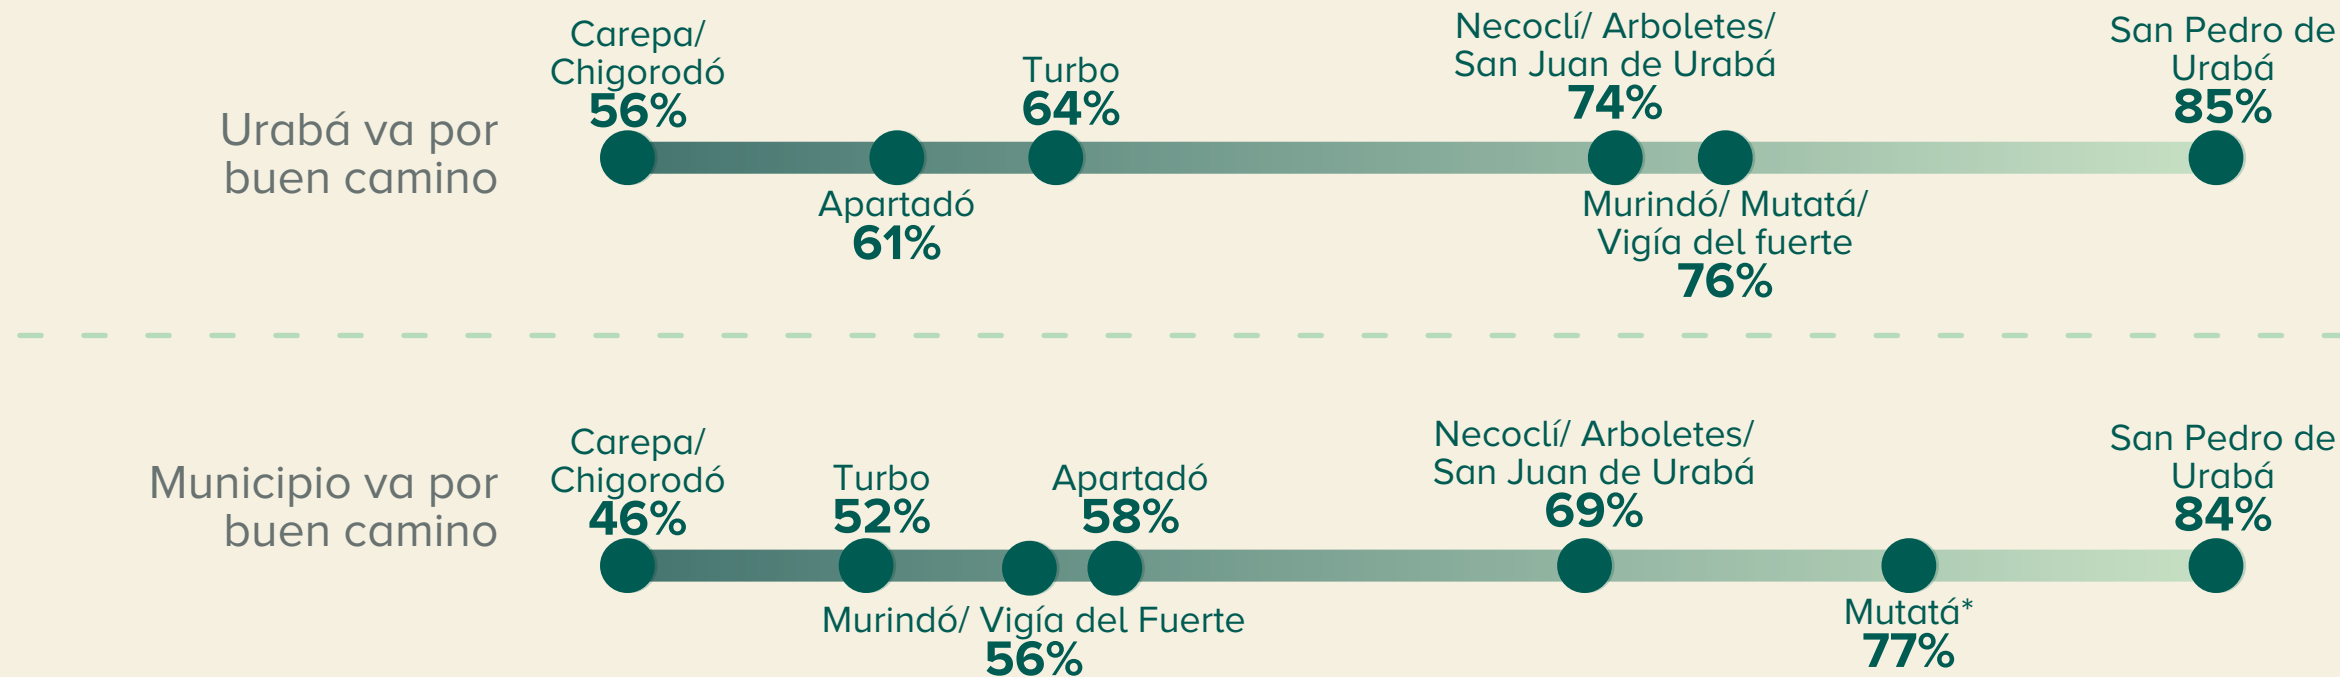 Urabá va por
buen camino
Carepa/
Chigorodó
56%
Apartadó
61%
Turbo
64%
Necoclí/ Arboletes/
San Juan de Urabá
74%
Murindó/ Mutatá/
Vigía del fuerte
76%
San Pedro de
Urabá
85%
Municipio va por
buen camino
Carepa/
Chigorodó
46%
Turbo
52%
Murindó/ Vigía del Fuerte
56%
Apartadó
58%
Necoclí/ Arboletes/
San Juan de Urabá
69%
Mutatá*
77%
San Pedro de
Urabá
84%